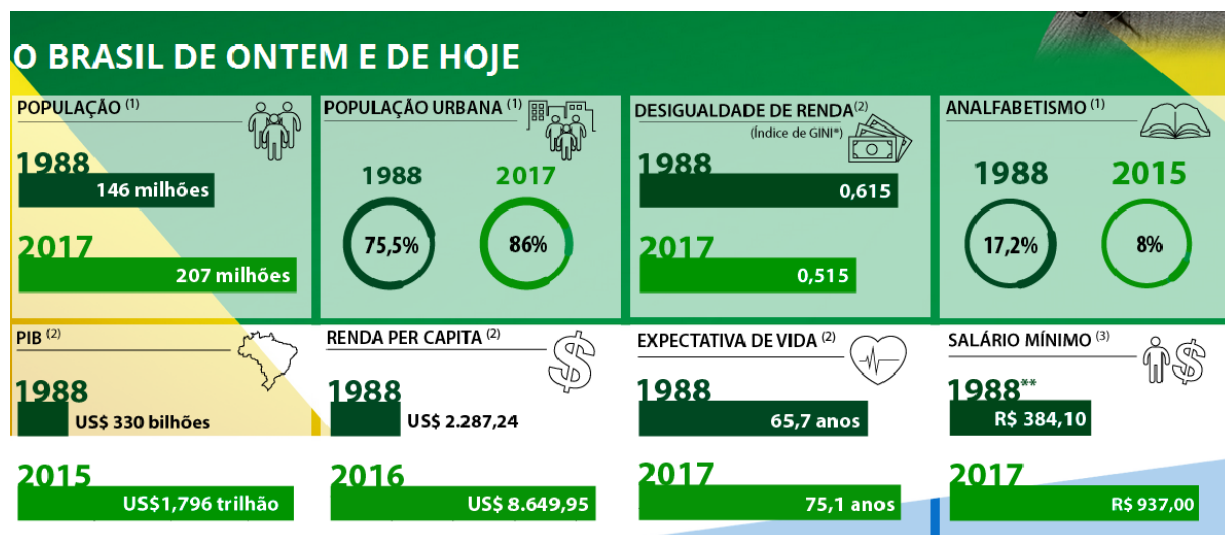 O BRASIL DE ONTEM E DE HOJE
POPULAÇÃO (1)
1988
146 milhões
2017
207 milhões
POPULAÇÃO URBANA (1)
1988 2017
75,5% 86%
DESIGUALDADE DE RENDA (2)
(Índice de GINI*)
1988
0,615
2017
0,515
ANALFABETISMO (1)
1988 2015
17,2% 8%
PIB (2)
1988
US$ 330 bilhões
2015
US$1,796 trilhão
RENDA PER CAPITA (2)
1988
US$ 2.287,24
2016
US$ 8.649,95
EXPECTATIVA DE VIDA (2)
1988
65,7 anos
2017
75,1 anos
SALÁRIO MÍNIMO (3)
1988**
R$ 384,10
2017
R$ 937,00